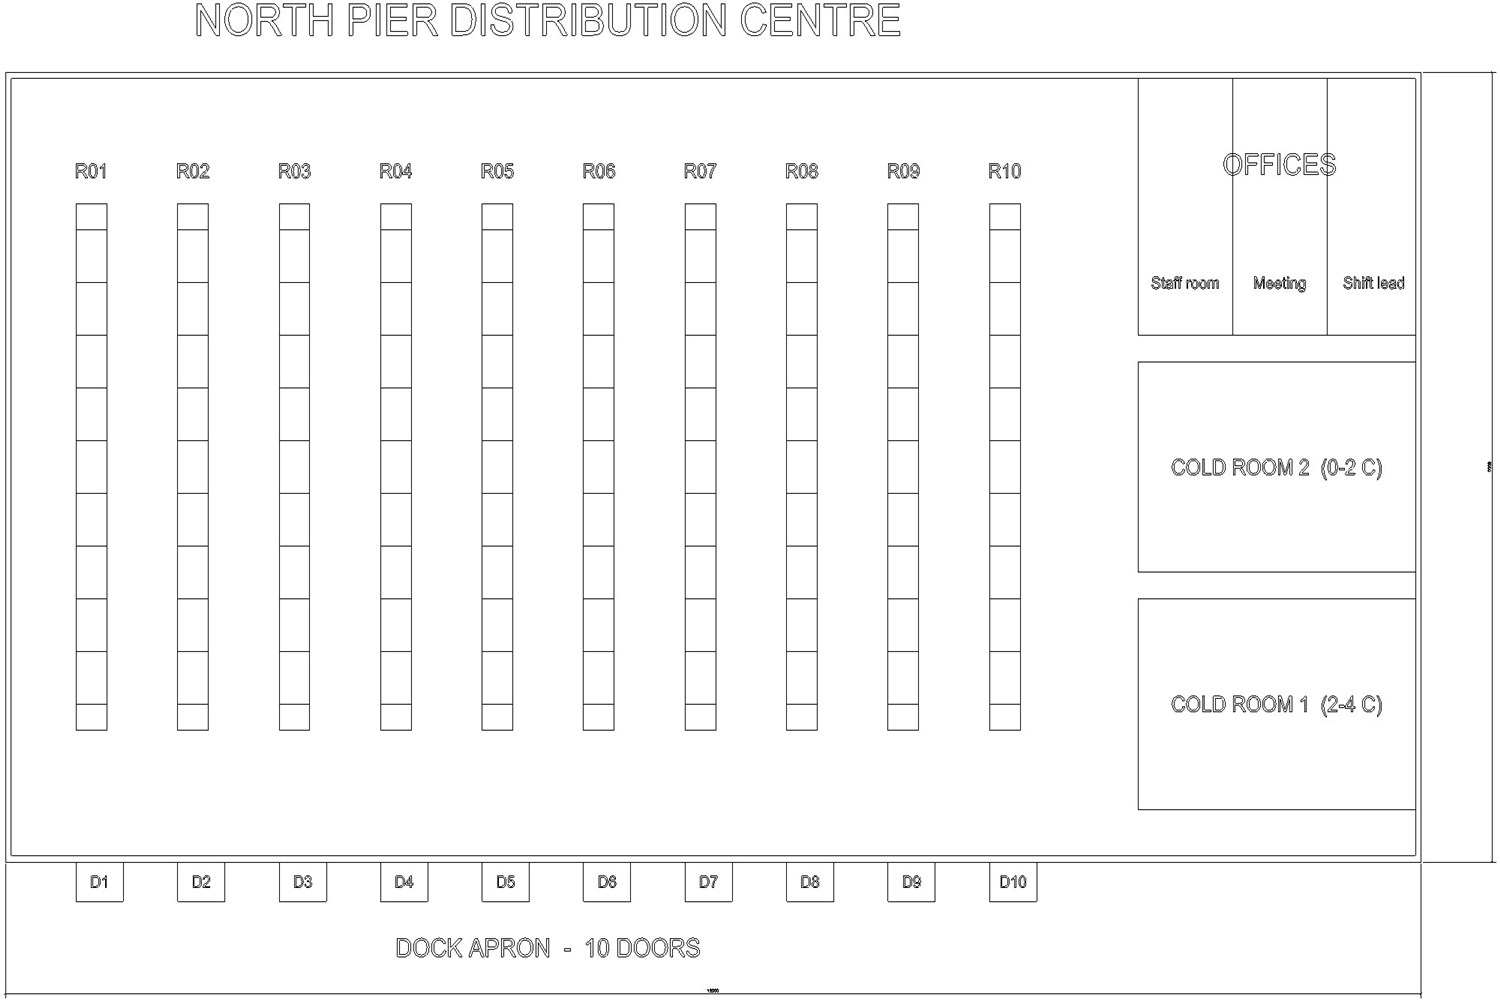 NORTH PIER DISTRIBUTION CENTRE
R01 R02 R03 R04 R05 R06 R07 R08 R09 R10
OFFICES
Staff room Meeting Shift lead
COLD ROOM 2 (0-2 C)
COLD ROOM 1 (2-4 C)
D1 D2 D3 D4 D5 D6 D7 D8 D9 D10
DOCK APRON - 10 DOORS